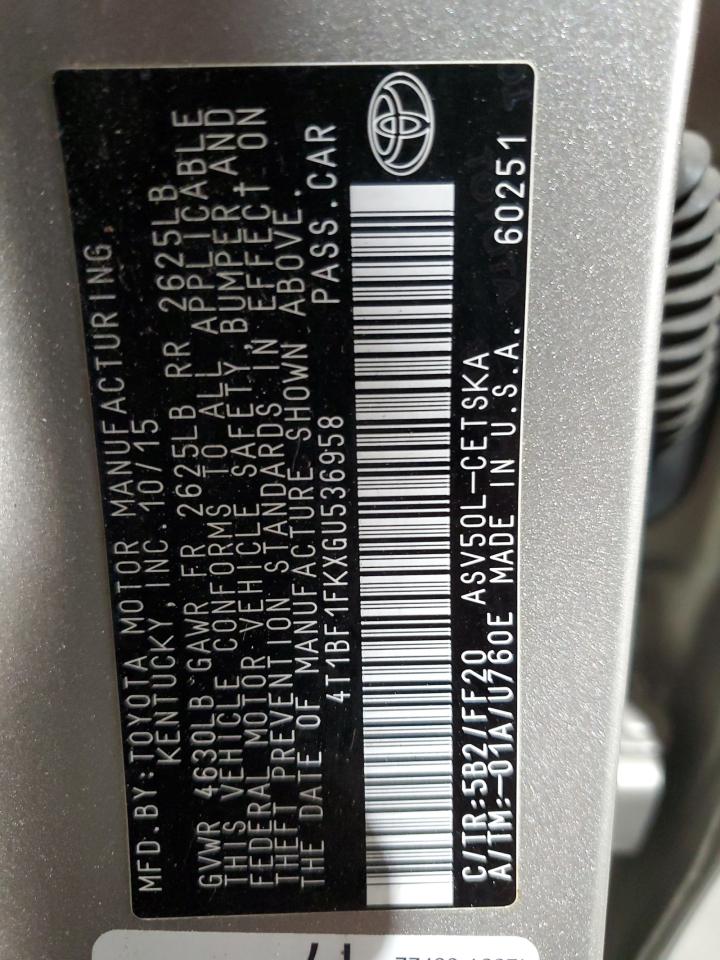 MFD.BY:TOYOTA MOTOR MANUFACTURING
KENTUCKY,INC.10/15
GVWR 4630LB GAWR FR 2625LB RR 2625LB
THIS VEHICLE CONFORMS TO ALL APPLICABLE
FEDERAL MOTOR VEHICLE SAFETY,BUMPER AND
THEFT PREVENTION STANDARDS IN EFFECT ON
THE DATE OF MANUFACTURE SHOWN ABOVE.
4T1BF1FKXGU536958 PASS.CAR
C/TR:5B2/FF20 ASV50L-CETSKA
A/TM:-01A/U760E MADE IN U.S.A. 60251